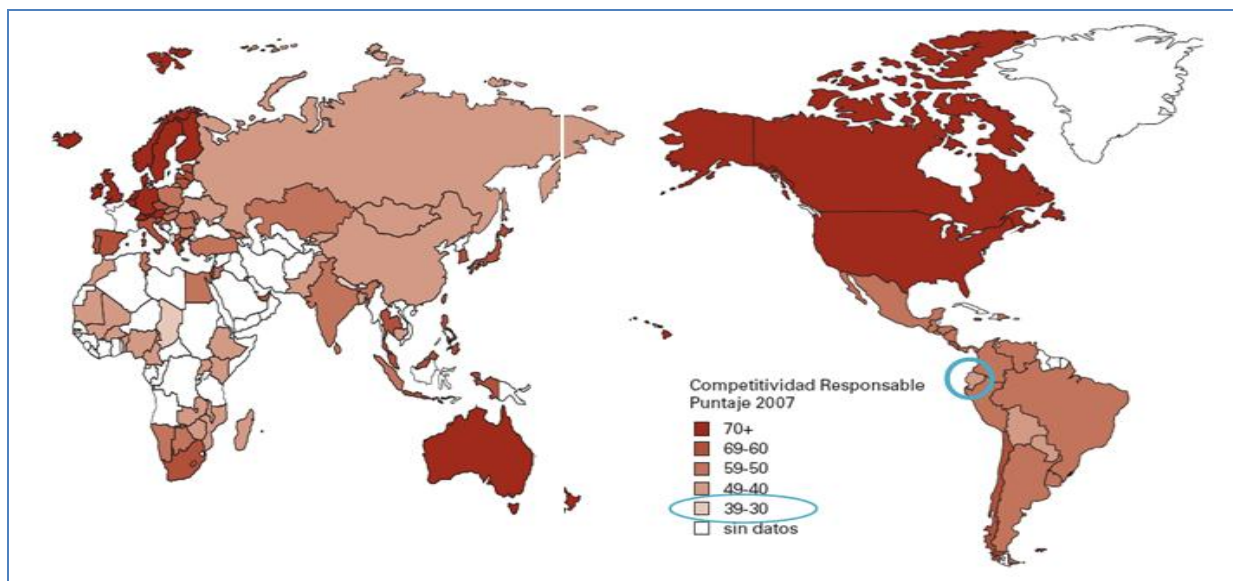 Competitividad Responsable
Puntaje 2007
70+
69-60
59-50
49-40
39-30
sin datos